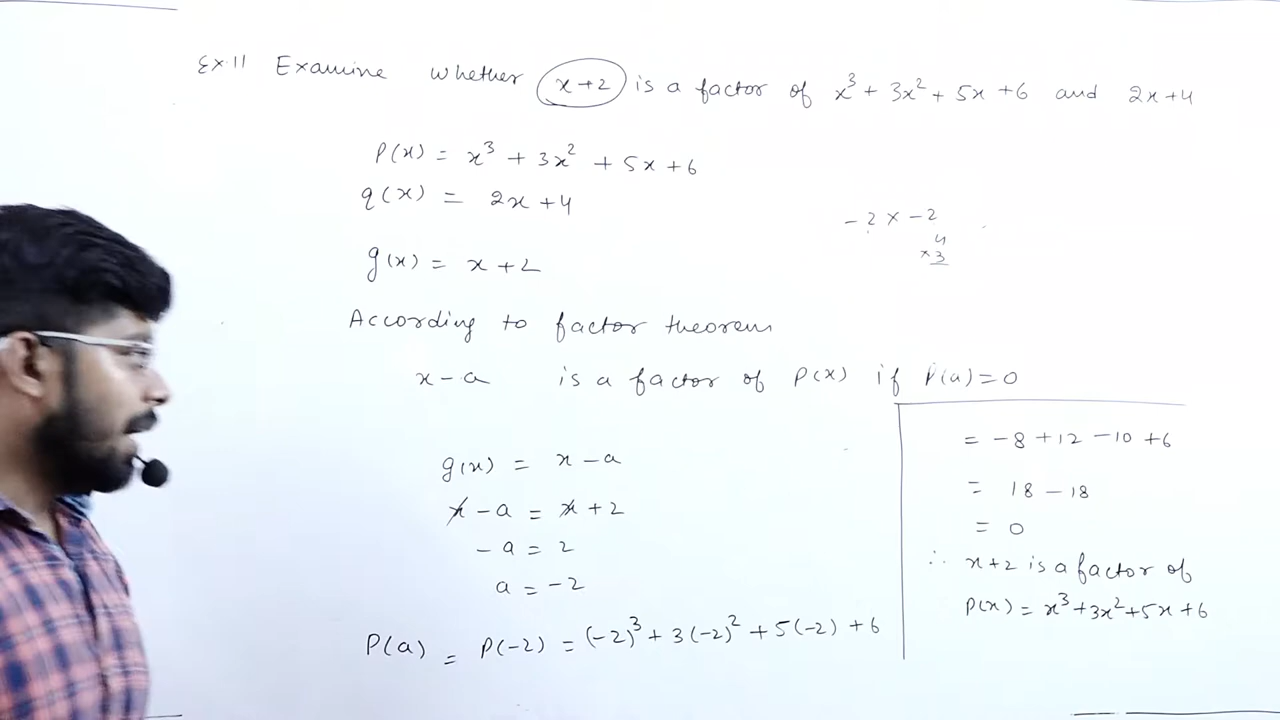 Ex.11 Examine whether x+2 is a factor of x³ + 3x² + 5x + 6 and 2x+4
P(x) = x³ + 3x² + 5x + 6
q(x) = 2x+4
-2 x -2
4
x 3
g(x) = x + 2
According to factor theorem
x-a is a factor of P(x) if P(a) = 0
g(x) = x - a
x - a = x + 2
- a = 2
a = -2
P(a) = P(-2) = (-2)³ + 3(-2)² + 5(-2) + 6
= -8 + 12 - 10 + 6
= 18 - 18
= 0
∴ x+2 is a factor of
P(x) = x³+3x²+5x+6